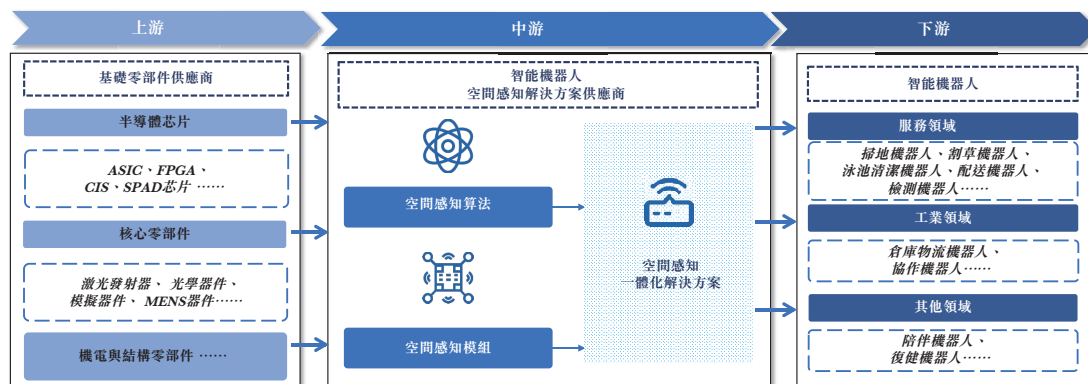 上游
中游
下游
基礎零部件供應商
半導體芯片
ASIC、FPGA、
CIS、SPAD芯片 ……
核心零部件
激光發射器、 光學器件、
模擬器件、 MENS器件……
機電與結構零部件 ……
智能機器人
空間感知解決方案供應商
空間感知算法
空間感知模組
空間感知
一體化解決方案
智能機器人
服務領域
掃地機器人、割草機器人、
泳池清潔機器人、配送機器人、
檢測機器人……
工業領域
倉庫物流機器人、
協作機器人……
其他領域
陪伴機器人、
復健機器人……